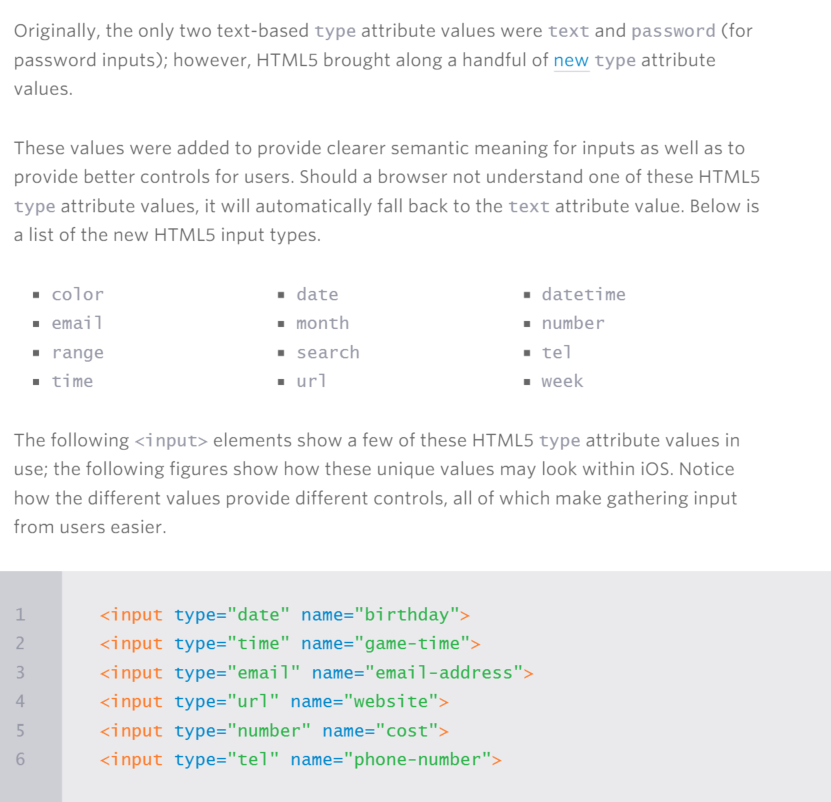 Originally, the only two text-based type attribute values were text and password (for
password inputs); however, HTML5 brought along a handful of new type attribute
values.
These values were added to provide clearer semantic meaning for inputs as well as to
provide better controls for users. Should a browser not understand one of these HTML5
type attribute values, it will automatically fall back to the text attribute value. Below is
a list of the new HTML5 input types.
▪ color ▪ date ▪ datetime
▪ email ▪ month ▪ number
▪ range ▪ search ▪ tel
▪ time ▪ url ▪ week
The following <input> elements show a few of these HTML5 type attribute values in
use; the following figures show how these unique values may look within iOS. Notice
how the different values provide different controls, all of which make gathering input
from users easier.
1 <input type="date" name="birthday">
2 <input type="time" name="game-time">
3 <input type="email" name="email-address">
4 <input type="url" name="website">
5 <input type="number" name="cost">
6 <input type="tel" name="phone-number">